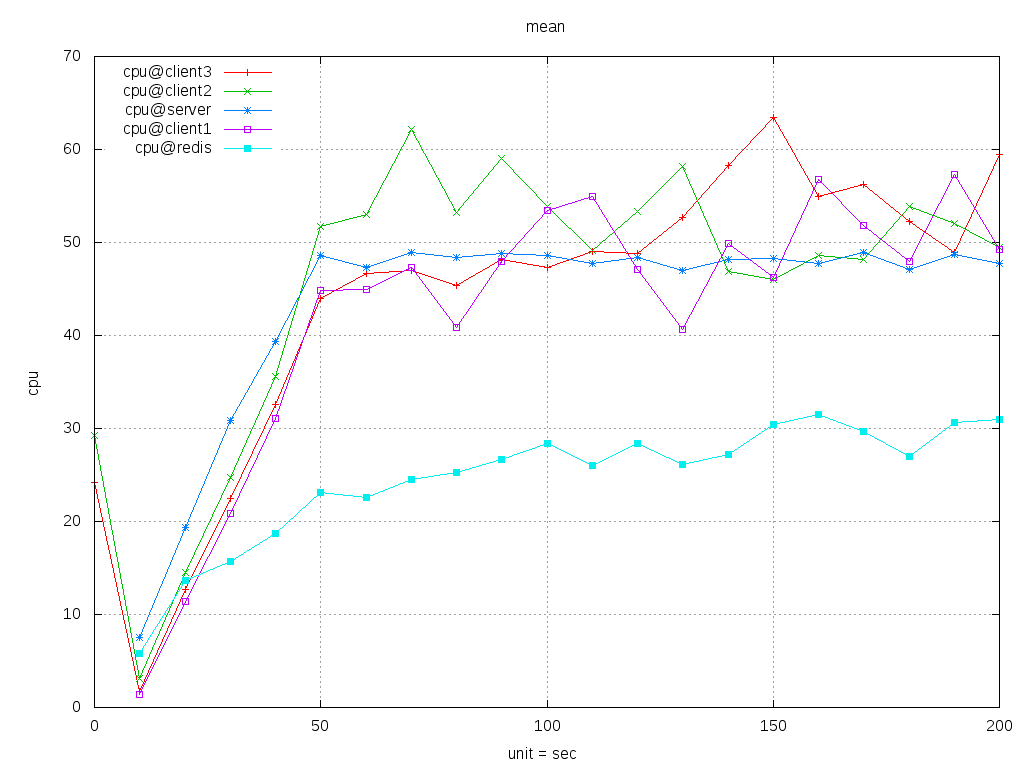 mean
70
60
50
40
30
20
10
0
cpu
cpu@client3
cpu@client2
cpu@server
cpu@client1
cpu@redis
0 50 100 150 200
unit = sec